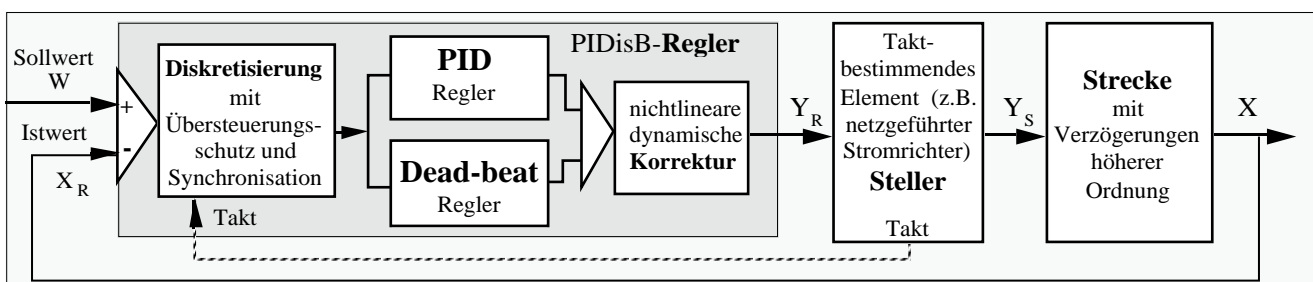 Sollwert
W
+
Istwert
-
X R
PIDisB-Regler
Diskretisierung
mit
Übersteuerungs-
schutz und
Synchronisation
Takt
PID
Regler
Dead-beat
Regler
nichtlineare
dynamische
Korrektur
Y R
Takt-
bestimmendes
Element (z.B.
netzgeführter
Stromrichter)
Steller
Takt
Y S
Strecke
mit
Verzögerungen
höherer
Ordnung
X